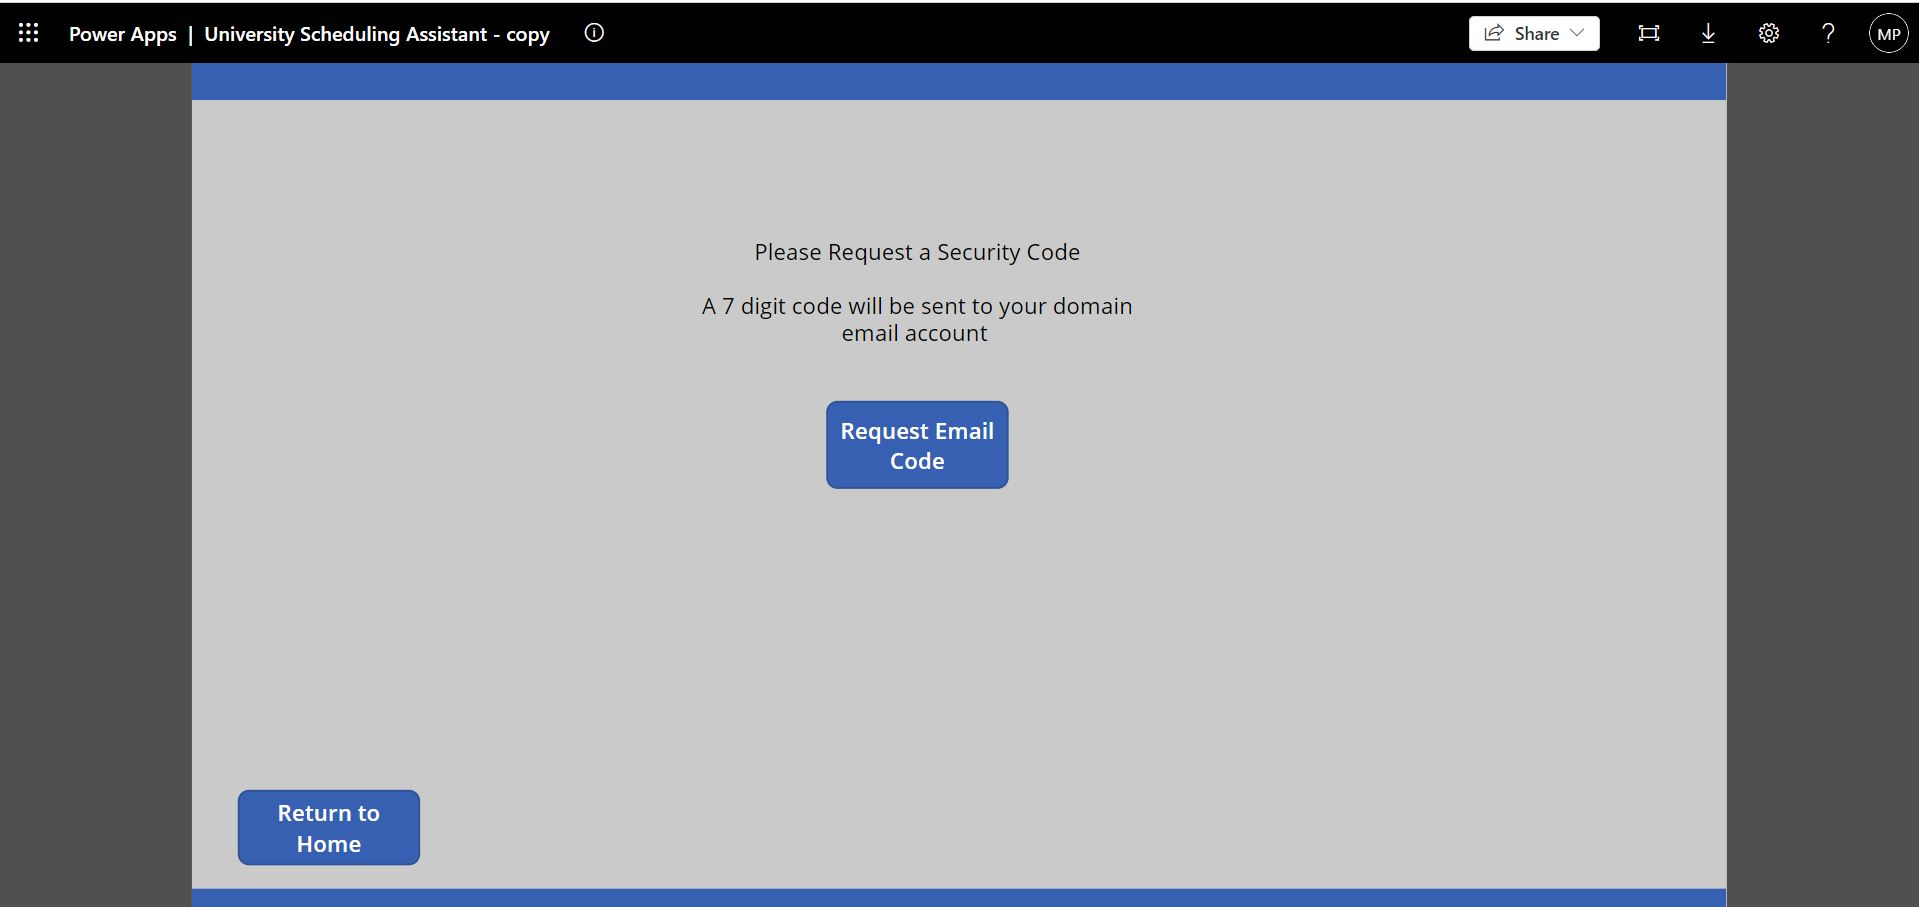 Power Apps | University Scheduling Assistant - copy
Share
?
MP
Please Request a Security Code
A 7 digit code will be sent to your domain
email account
Request Email
Code
Return to
Home